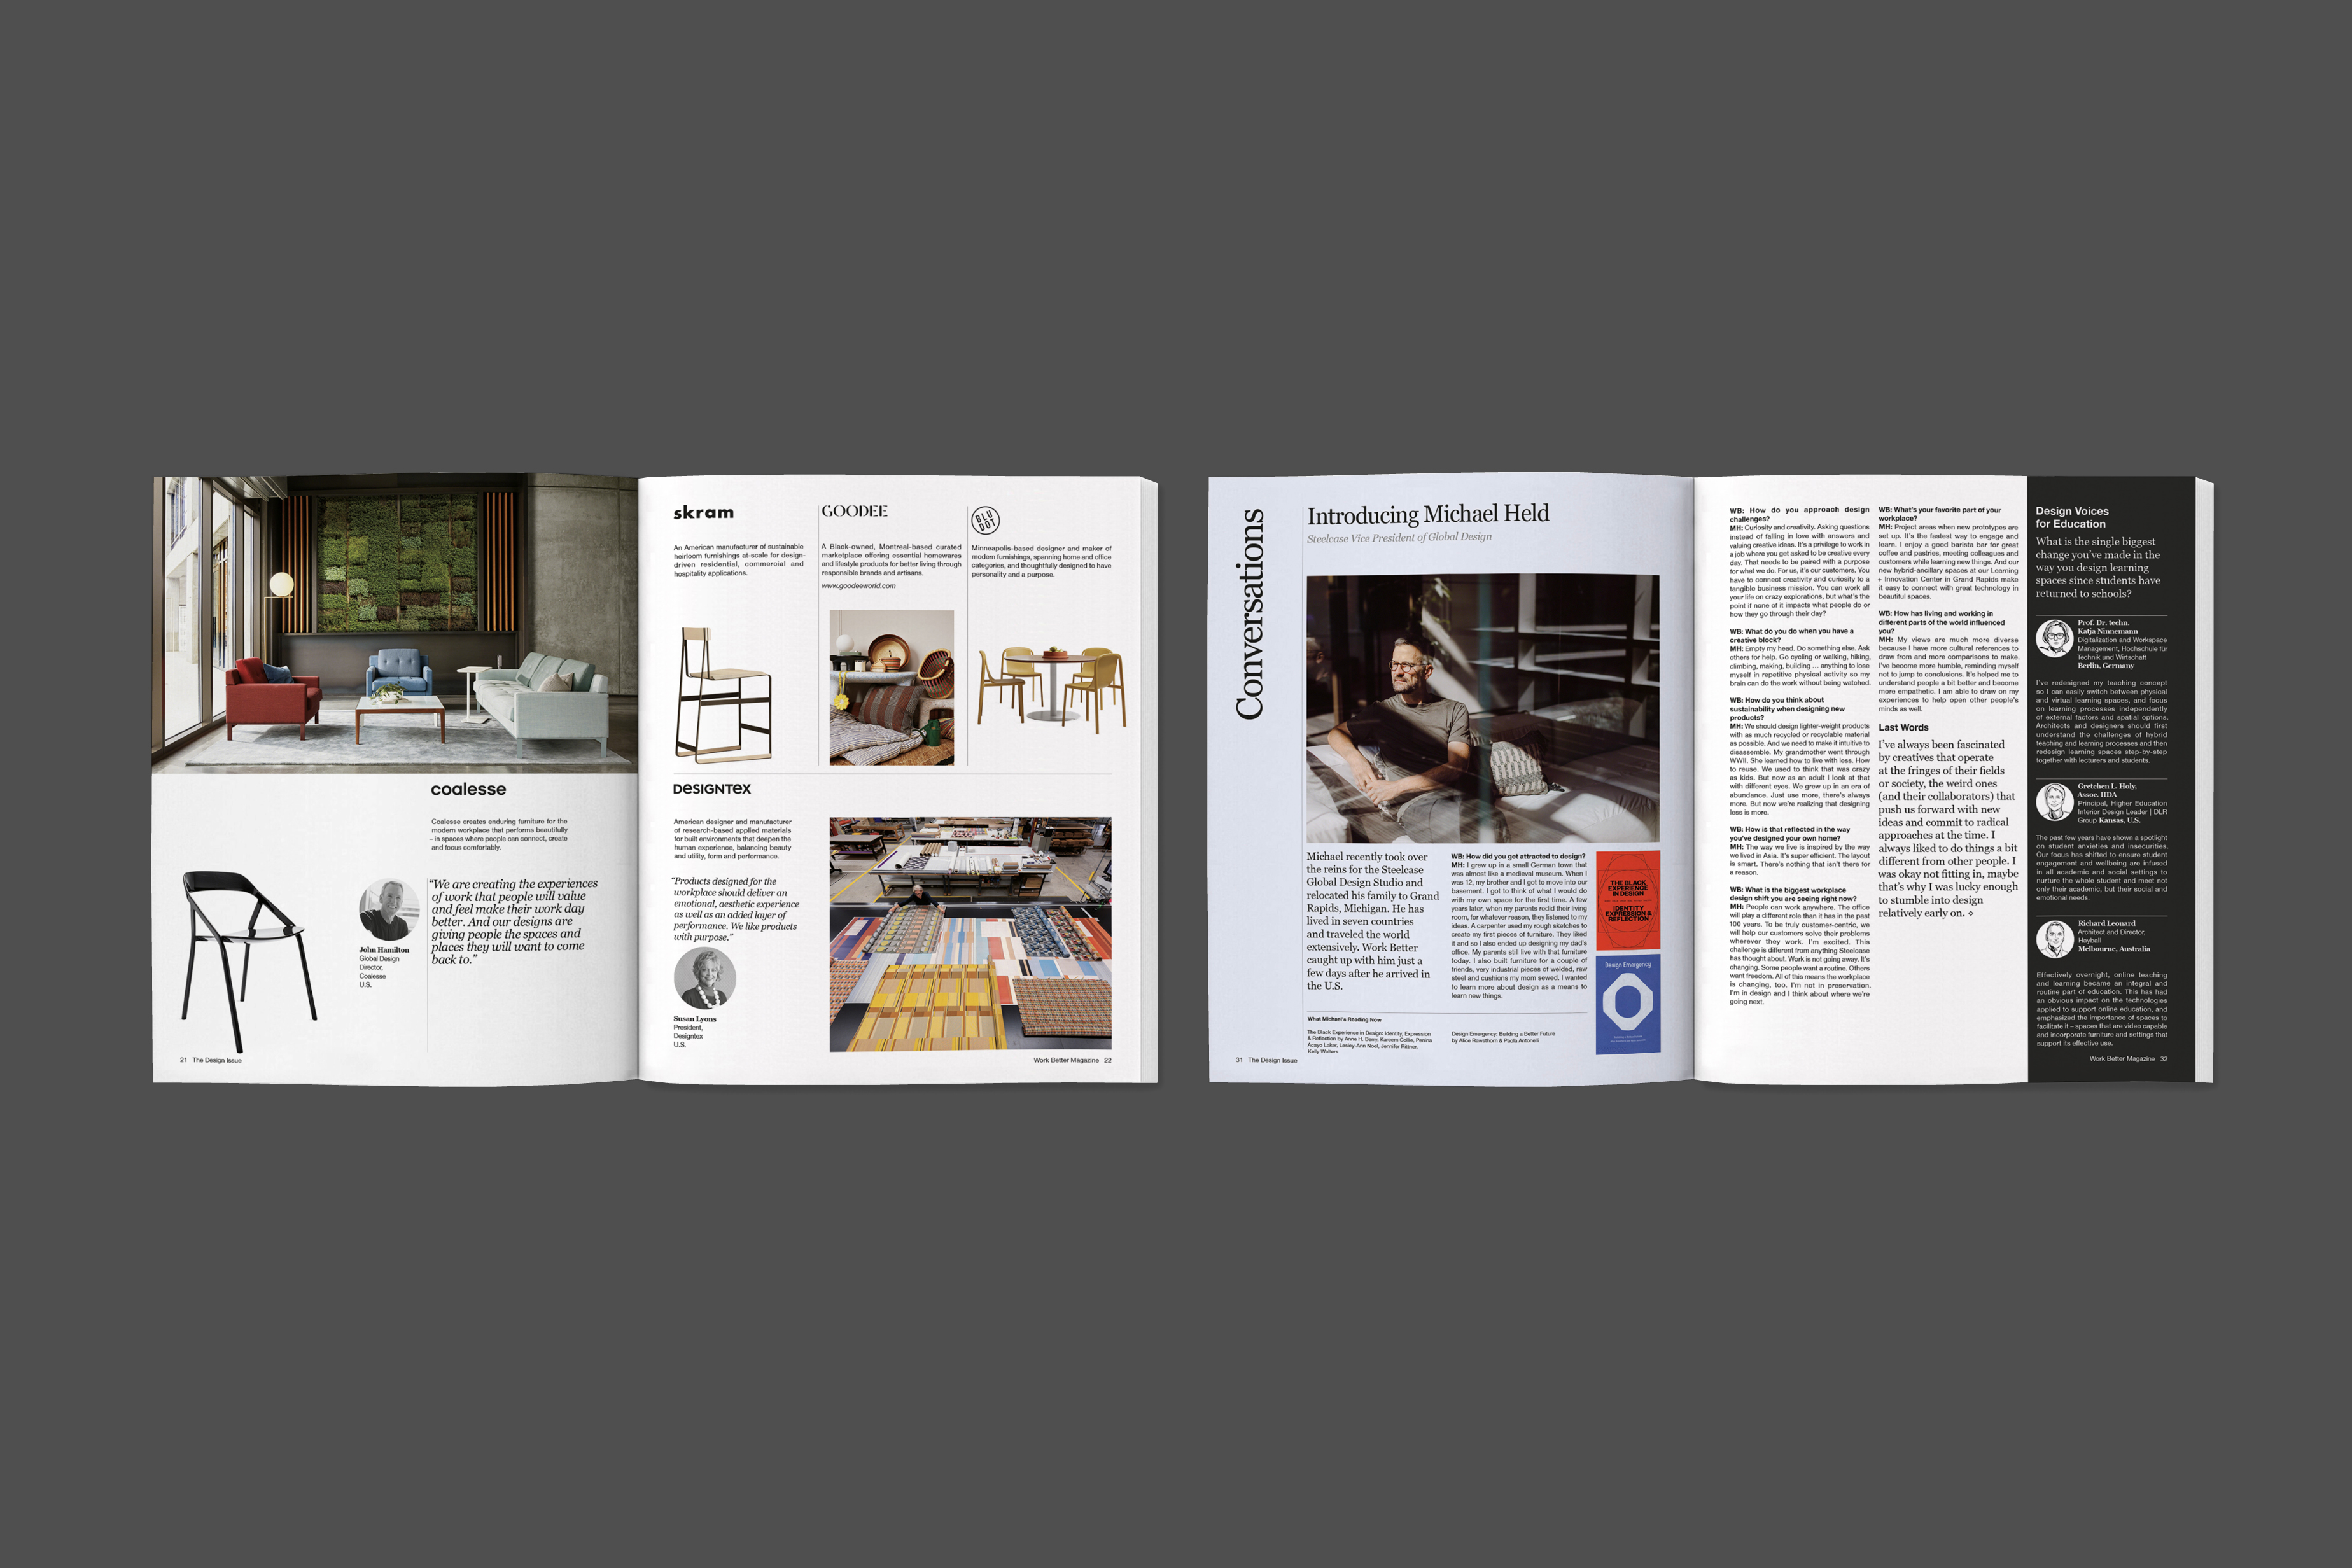 coalesse
Coalesse creates enduring furniture for the
modern workplace that performs beautifully
– in spaces where people can connect, create
and focus comfortably.
John Hamilton
Global Design
Director,
Coalesse
U.S.
“We are creating the experiences
of work that people will value
and feel make their work day
better. And our designs are
giving people the spaces and
places they will want to come
back to.”
21 The Design Issue
skram
An American manufacturer of sustainable
heirloom furnishings at-scale for design-
driven residential, commercial and
hospitality applications.
GOODEE
A Black-owned, Montreal-based curated
marketplace offering essential homewares
and lifestyle products for better living through
responsible brands and artisans.
www.goodeeworld.com
BLU
DOT
Minneapolis-based designer and maker of
modern furnishings, spanning home and office
categories, and thoughtfully designed to have
personality and a purpose.
DESIGNTEX
American designer and manufacturer
of research-based applied materials
for built environments that deepen the
human experience, balancing beauty
and utility, form and performance.
“Products designed for the
workplace should deliver an
emotional, aesthetic experience
as well as an added layer of
performance. We like products
with purpose.”
Susan Lyons
President,
Designtex
U.S.
Work Better Magazine 22
Conversations
Introducing Michael Held
Steelcase Vice President of Global Design
Michael recently took over
the reins for the Steelcase
Global Design Studio and
relocated his family to Grand
Rapids, Michigan. He has
lived in seven countries
and traveled the world
extensively. Work Better
caught up with him just a
few days after he arrived in
the U.S.
WB: How did you get attracted to design?
MH: I grew up in a small German town that
was almost like a medieval museum. When I
was 12, my brother and I got to move into our
basement. I got to think of what I would do
with my own space for the first time. A few
years later, when my parents redid their living
room, for whatever reason, they listened to my
ideas. A carpenter used my rough sketches to
create my first pieces of furniture. They liked
it and so I also ended up designing my dad's
office. My parents still live with that furniture
today. I also built furniture for a couple of
friends, very industrial pieces of welded, raw
steel and cushions my mom sewed. I wanted
to learn more about design as a means to
learn new things.
THE BLACK
EXPERIENCE
IN DESIGN
IDENTITY
EXPRESSION &
REFLECTION
Design Emergency
What Michael's Reading Now
The Black Experience in Design: Identity, Expression
& Reflection by Anne H. Berry, Kareem Collie, Penina
Acayo Laker, Lesley-Ann Noel, Jennifer Rittner,
Kelly Walters
Design Emergency: Building a Better Future
by Alice Rawsthorn & Paola Antonelli
31 The Design Issue
WB: How do you approach design
challenges?
MH: Curiosity and creativity. Asking questions
instead of falling in love with answers and
valuing creative ideas. It's a privilege to work in
a job where you get asked to be creative every
day. That needs to be paired with a purpose
for what we do. For us, it's our customers. You
have to connect creativity and curiosity to a
tangible business mission. You can work all
your life on crazy explorations, but what's the
point if none of it impacts what people do or
how they go through their day?
WB: What do you do when you have a
creative block?
MH: Empty my head. Do something else. Ask
others for help. Go cycling or walking, hiking,
climbing, making, building ... anything to lose
myself in repetitive physical activity so my
brain can do the work without being watched.
WB: How do you think about
sustainability when designing new
products?
MH: We should design lighter-weight products
with as much recycled or recyclable material
as possible. And we need to make it intuitive to
disassemble. My grandmother went through
WWII. She learned how to live with less. How
to reuse. We used to think that was crazy
as kids. But now as an adult I look at that
with different eyes. We grew up in an era of
abundance. Just use more, there's always
more. But now we're realizing that designing
less is more.
WB: How is that reflected in the way
you've designed your own home?
MH: The way we live is inspired by the way
we lived in Asia. It's super efficient. The layout
is smart. There's nothing that isn't there for
a reason.
WB: What is the biggest workplace
design shift you are seeing right now?
MH: People can work anywhere. The office
will play a different role than it has in the past
100 years. To be truly customer-centric, we
will help our customers solve their problems
wherever they work. I'm excited. This
challenge is different from anything Steelcase
has thought about. Work is not going away. It's
changing. Some people want a routine. Others
want freedom. All of this means the workplace
is changing, too. I'm not in preservation.
I'm in design and I think about where we're
going next.
WB: What's your favorite part of your
workplace?
MH: Project areas when new prototypes are
set up. It's the fastest way to engage and
learn. I enjoy a good barista bar for great
coffee and pastries, meeting colleagues and
customers while learning new things. And our
new hybrid-ancillary spaces at our Learning
+ Innovation Center in Grand Rapids make
it easy to connect with great technology in
beautiful spaces.
WB: How has living and working in
different parts of the world influenced
you?
MH: My views are much more diverse
because I have more cultural references to
draw from and more comparisons to make.
I've become more humble, reminding myself
not to jump to conclusions. It's helped me to
understand people a bit better and become
more empathetic. I am able to draw on my
experiences to help open other people's
minds as well.
Last Words
I've always been fascinated
by creatives that operate
at the fringes of their fields
or society, the weird ones
(and their collaborators) that
push us forward with new
ideas and commit to radical
approaches at the time. I
always liked to do things a bit
different from other people. I
was okay not fitting in, maybe
that's why I was lucky enough
to stumble into design
relatively early on. ⋄
Design Voices
for Education
What is the single biggest
change you've made in the
way you design learning
spaces since students have
returned to schools?
Prof. Dr. techn.
Katja Ninnemann
Digitalization and Workspace
Management, Hochschule für
Technik und Wirtschaft
Berlin, Germany
I've redesigned my teaching concept
so I can easily switch between physical
and virtual learning spaces, and focus
on learning processes independently
of external factors and spatial options.
Architects and designers should first
understand the challenges of hybrid
teaching and learning processes and then
redesign learning spaces step-by-step
together with lecturers and students.
Gretchen L. Holy,
Assoc. IIDA
Principal, Higher Education
Interior Design Leader | DLR
Group Kansas, U.S.
The past few years have shown a spotlight
on student anxieties and insecurities.
Our focus has shifted to ensure student
engagement and wellbeing are infused
in all academic and social settings to
nurture the whole student and meet not
only their academic, but their social and
emotional needs.
Richard Leonard
Architect and Director,
Hayball
Melbourne, Australia
Effectively overnight, online teaching
and learning became an integral and
routine part of education. This has had
an obvious impact on the technologies
applied to support online education, and
emphasized the importance of spaces to
facilitate it – spaces that are video capable
and incorporate furniture and settings that
support its effective use.
Work Better Magazine 32